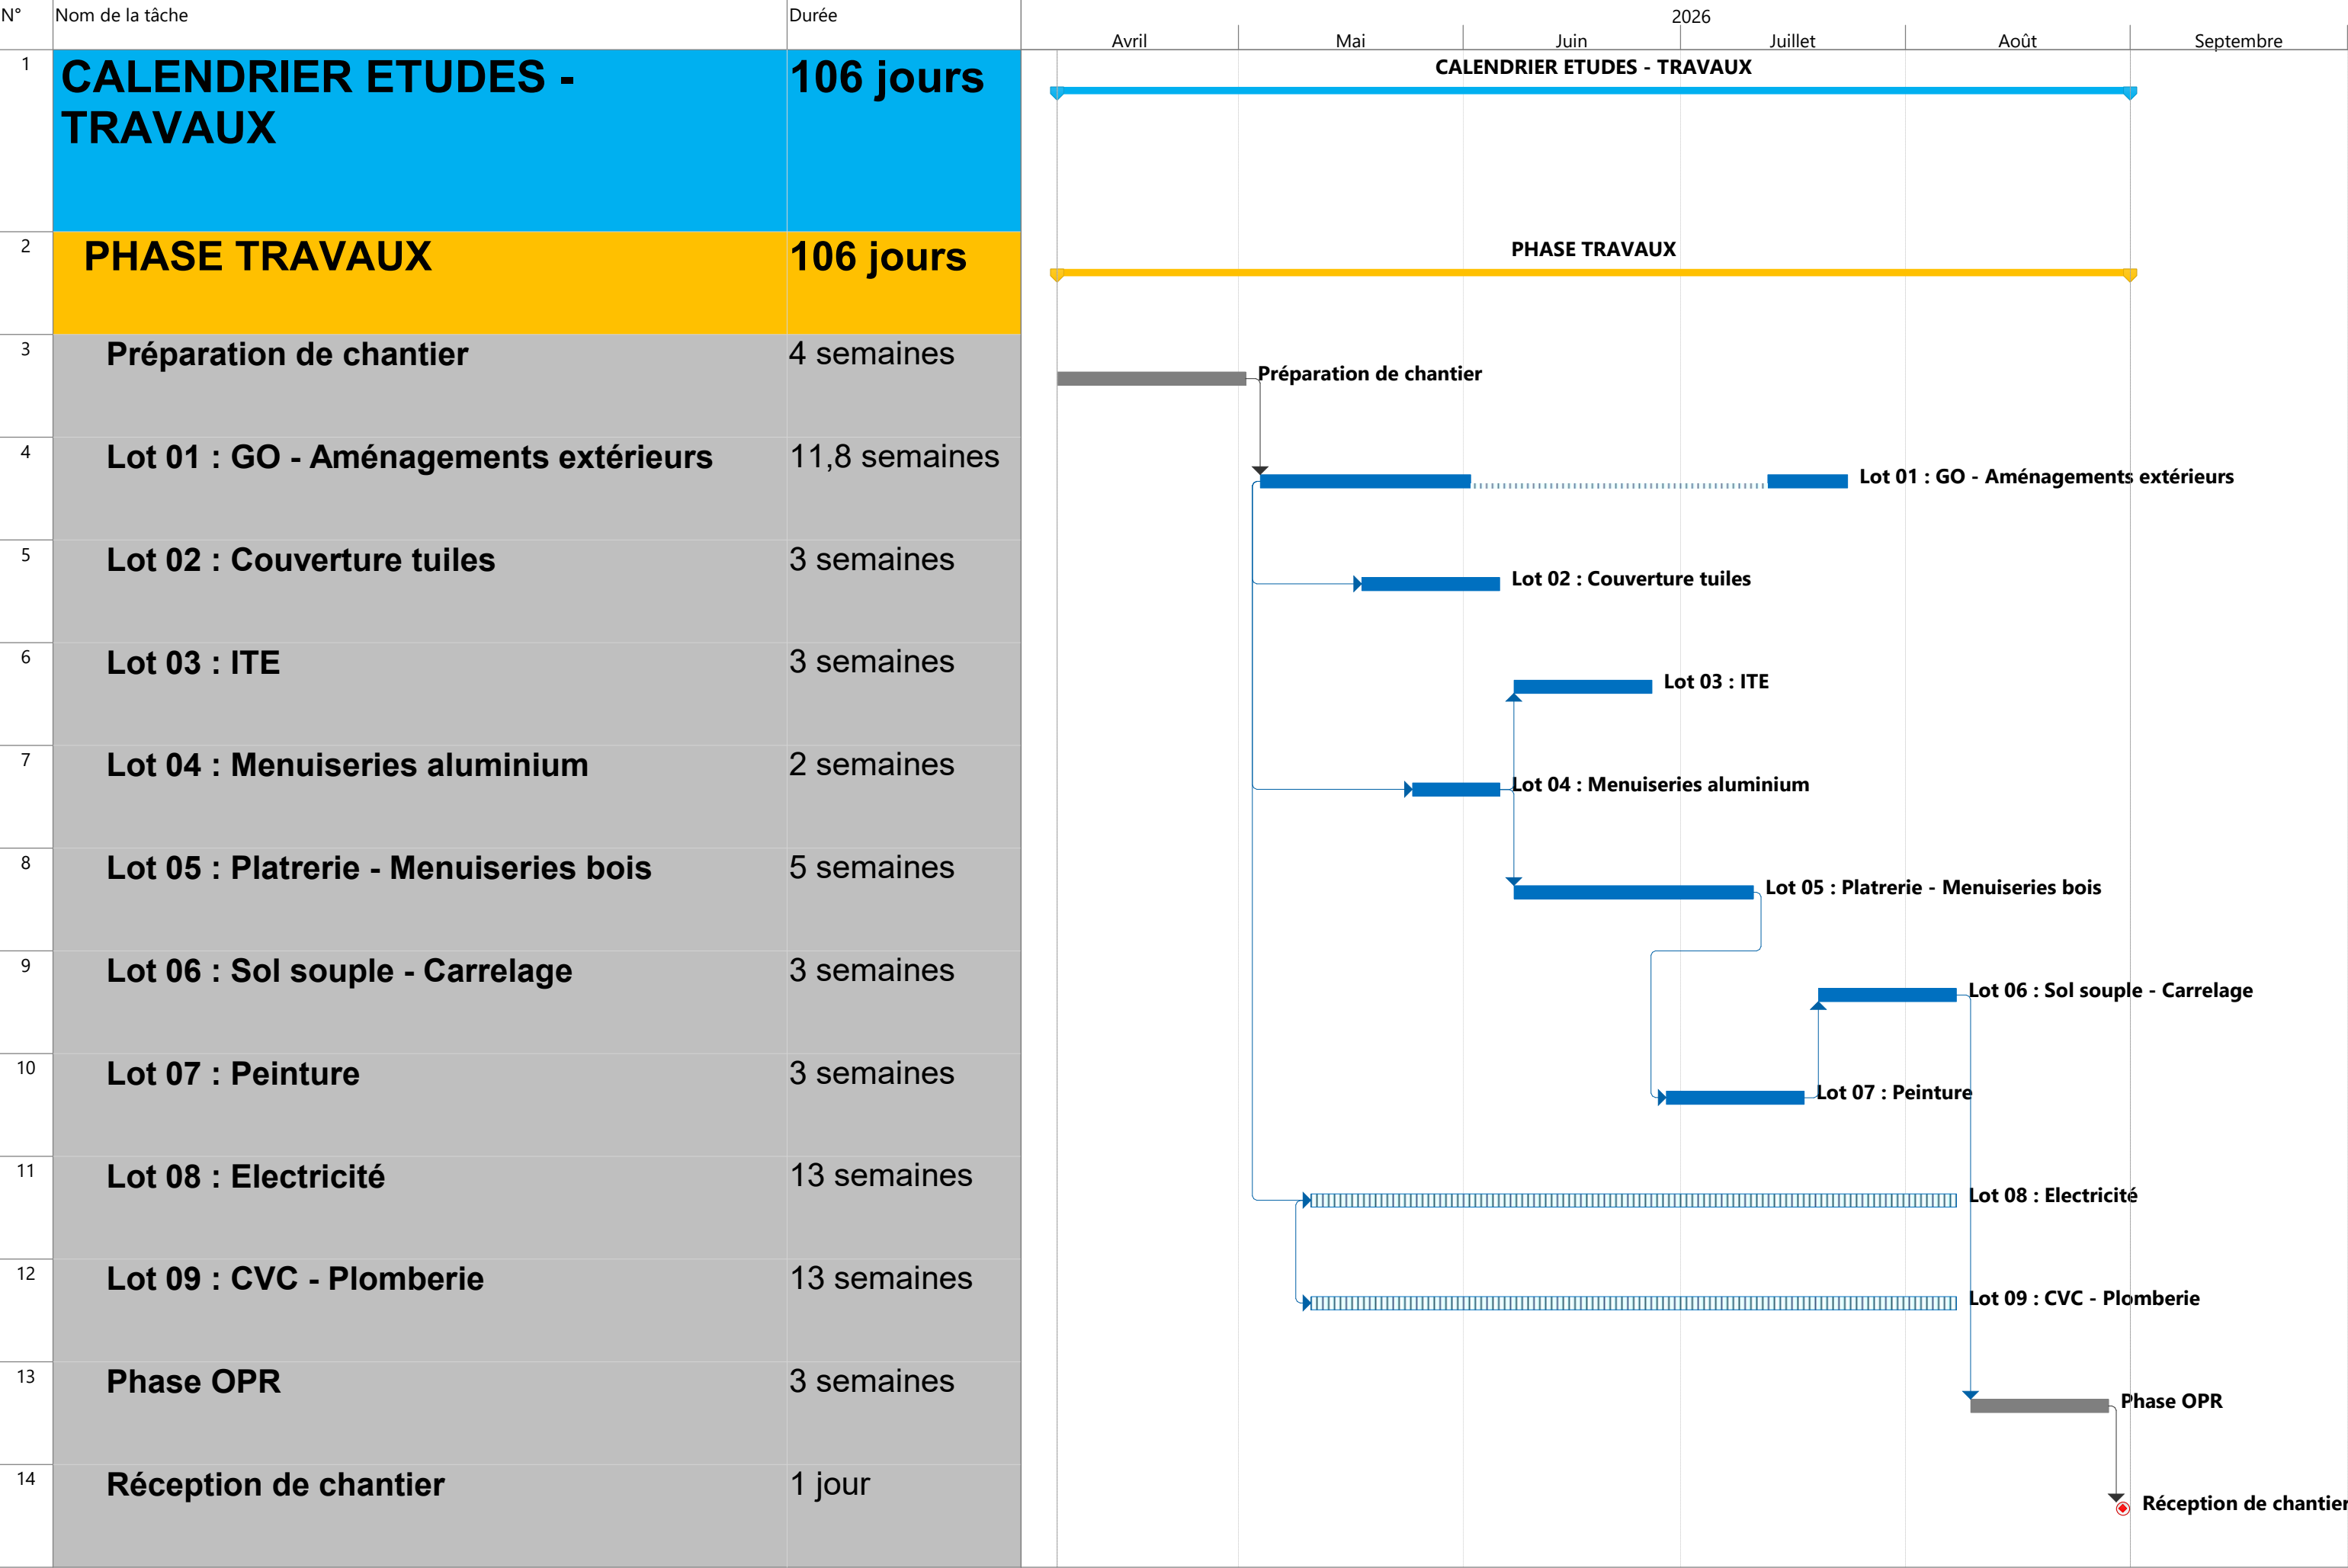 N° Nom de la tâche Durée 2026
Avril Mai Juin Juillet Août Septembre
1 CALENDRIER ETUDES - 106 jours CALENDRIER ETUDES - TRAVAUX
TRAVAUX
2 PHASE TRAVAUX 106 jours PHASE TRAVAUX
3 Préparation de chantier 4 semaines Préparation de chantier
4 Lot 01 : GO - Aménagements extérieurs 11,8 semaines Lot 01 : GO - Aménagements extérieurs
5 Lot 02 : Couverture tuiles 3 semaines Lot 02 : Couverture tuiles
6 Lot 03 : ITE 3 semaines Lot 03 : ITE
7 Lot 04 : Menuiseries aluminium 2 semaines Lot 04 : Menuiseries aluminium
8 Lot 05 : Platrerie - Menuiseries bois 5 semaines Lot 05 : Platrerie - Menuiseries bois
9 Lot 06 : Sol souple - Carrelage 3 semaines Lot 06 : Sol souple - Carrelage
10 Lot 07 : Peinture 3 semaines Lot 07 : Peinture
11 Lot 08 : Electricité 13 semaines Lot 08 : Electricité
12 Lot 09 : CVC - Plomberie 13 semaines Lot 09 : CVC - Plomberie
13 Phase OPR 3 semaines Phase OPR
14 Réception de chantier 1 jour Réception de chantier